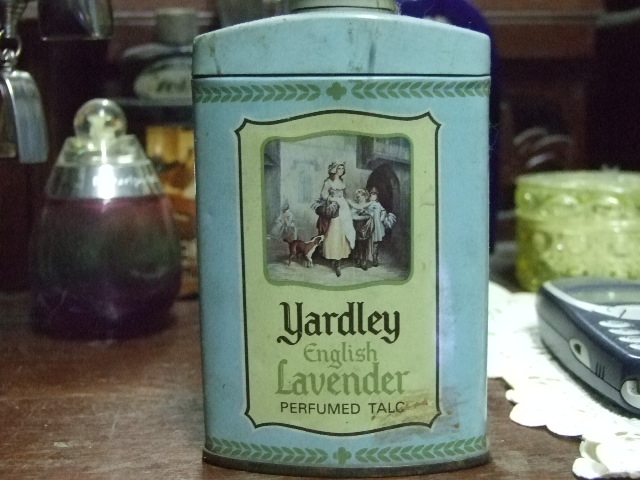 Yardley
English
Lavender
PERFUMED TALC